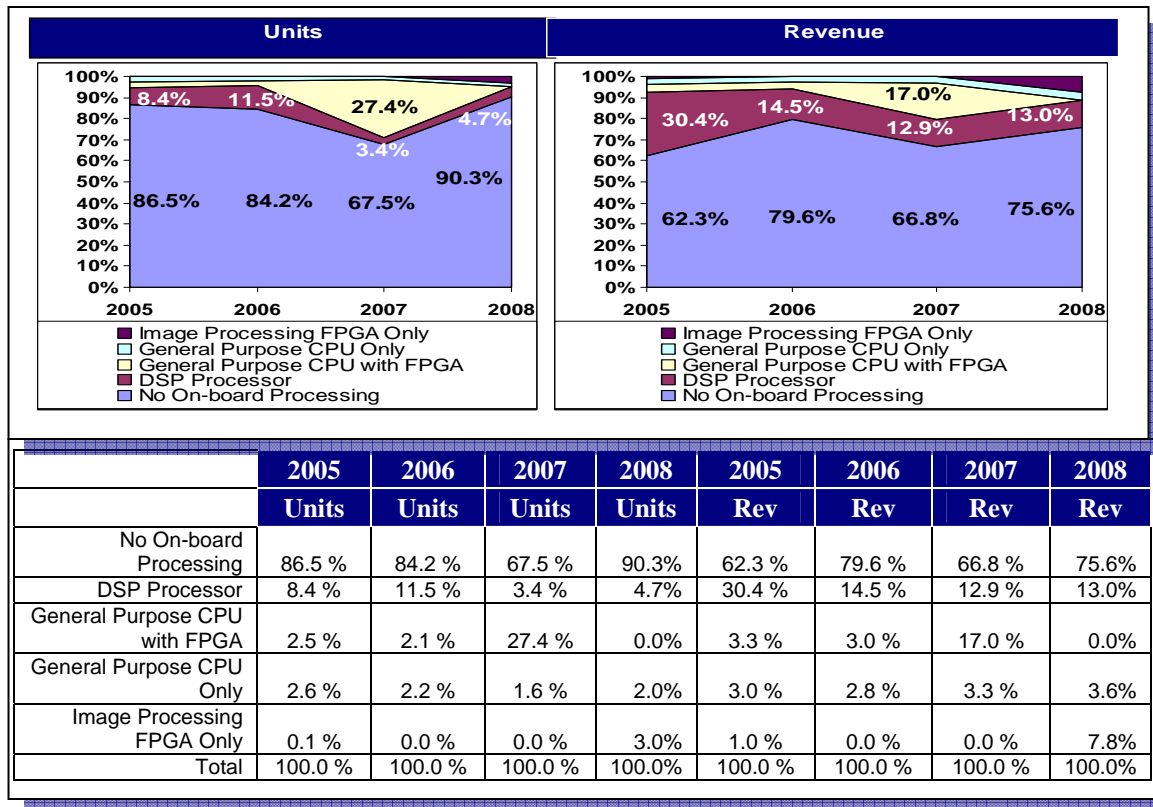 Units
Revenue
100%
90%
80%
70%
60%
50%
40%
30%
20%
10%
0%
8.4%
11.5%
27.4%
4.7%
3.4%
90.3%
86.5%
84.2%
67.5%
2005
2006
2007
2008
Image Processing FPGA Only
General Purpose CPU Only
General Purpose CPU with FPGA
DSP Processor
No On-board Processing
100%
90%
80%
70%
60%
50%
40%
30%
20%
10%
0%
30.4%
14.5%
17.0%
12.9%
13.0%
62.3%
79.6%
66.8%
75.6%
2005
2006
2007
2008
Image Processing FPGA Only
General Purpose CPU Only
General Purpose CPU with FPGA
DSP Processor
No On-board Processing
2005 2006 2007 2008 2005 2006 2007 2008
Units Units Units Units Rev Rev Rev Rev
No On-board
Processing 86.5 % 84.2 % 67.5 % 90.3% 62.3 % 79.6 % 66.8 % 75.6%
DSP Processor 8.4 % 11.5 % 3.4 % 4.7% 30.4 % 14.5 % 12.9 % 13.0%
General Purpose CPU
with FPGA 2.5 % 2.1 % 27.4 % 0.0% 3.3 % 3.0 % 17.0 % 0.0%
General Purpose CPU
Only 2.6 % 2.2 % 1.6 % 2.0% 3.0 % 2.8 % 3.3 % 3.6%
Image Processing
FPGA Only 0.1 % 0.0 % 0.0 % 3.0% 1.0 % 0.0 % 0.0 % 7.8%
Total 100.0 % 100.0 % 100.0 % 100.0% 100.0 % 100.0 % 100.0 % 100.0%